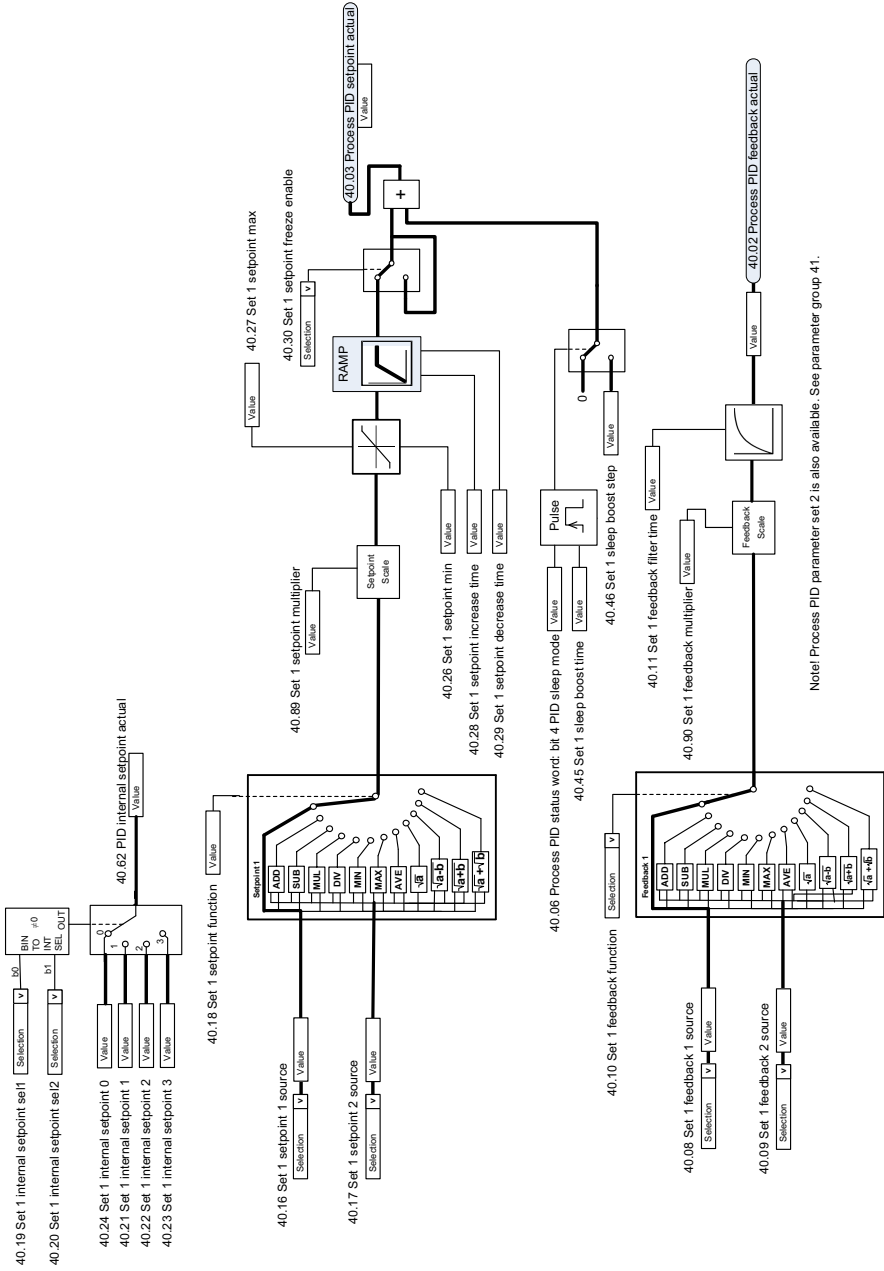 40.19 Set 1 internal setpoint sel1
Selection v
b0
40.20 Set 1 internal setpoint sel2
Selection v
b1
BIN
TO
INT
SEL
≠0
OUT
40.24 Set 1 internal setpoint 0
Value
0
40.21 Set 1 internal setpoint 1
Value
1
40.22 Set 1 internal setpoint 2
Value
2
40.23 Set 1 internal setpoint 3
Value
3
40.62 PID internal setpoint actual
Value
40.18 Set 1 setpoint function
Value
40.16 Set 1 setpoint 1 source
Selection v
Value
40.17 Set 1 setpoint 2 source
Selection v
Value
Setpoint 1
ADD
SUB
MUL
DIV
MIN
MAX
AVE
√a
√a-b
√a+b
√a +√b
40.89 Set 1 setpoint multiplier
Value
Setpoint
Scale
40.27 Set 1 setpoint max
Value
40.26 Set 1 setpoint min
Value
40.28 Set 1 setpoint increase time
Value
40.29 Set 1 setpoint decrease time
Value
RAMP
40.30 Set 1 setpoint freeze enable
Selection v
+
40.03 Process PID setpoint actual
Value
40.06 Process PID status word: bit 4 PID sleep mode
Value
40.45 Set 1 sleep boost time
Value
Pulse
0
40.46 Set 1 sleep boost step
Value
40.10 Set 1 feedback function
Selection v
40.08 Set 1 feedback 1 source
Selection v
Value
40.09 Set 1 feedback 2 source
Selection v
Value
Feedback 1
ADD
SUB
MUL
DIV
MIN
MAX
AVE
√a
√a-b
√a+b
√a +√b
40.90 Set 1 feedback multiplier
Value
Feedback
Scale
40.11 Set 1 feedback filter time
Value
Value
40.02 Process PID feedback actual
Note! Process PID parameter set 2 is also available. See parameter group 41.